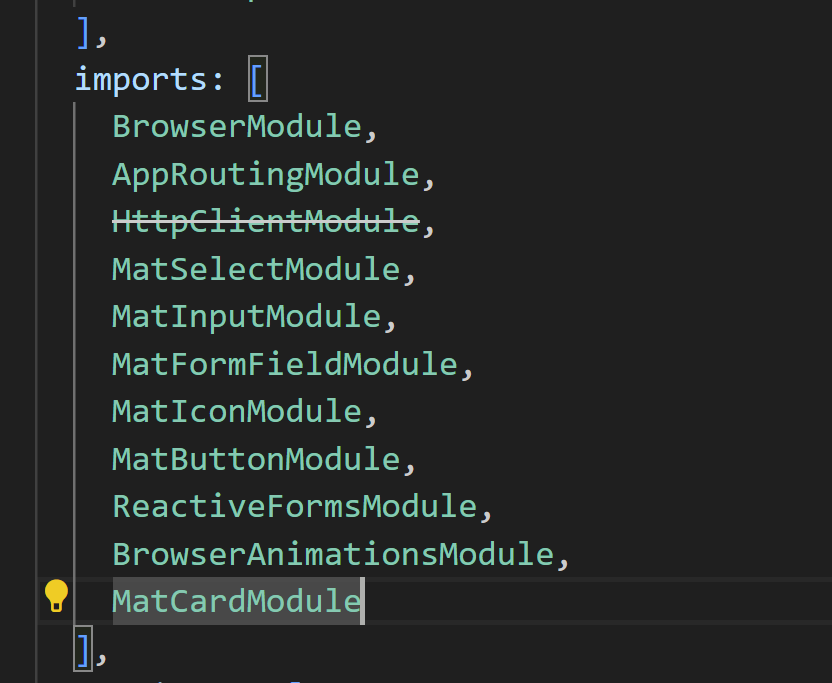 ],
imports: [
BrowserModule,
AppRoutingModule,
HttpClientModule,
MatSelectModule,
MatInputModule,
MatFormFieldModule,
MatIconModule,
MatButtonModule,
ReactiveFormsModule,
BrowserAnimationsModule,
MatCardModule
],